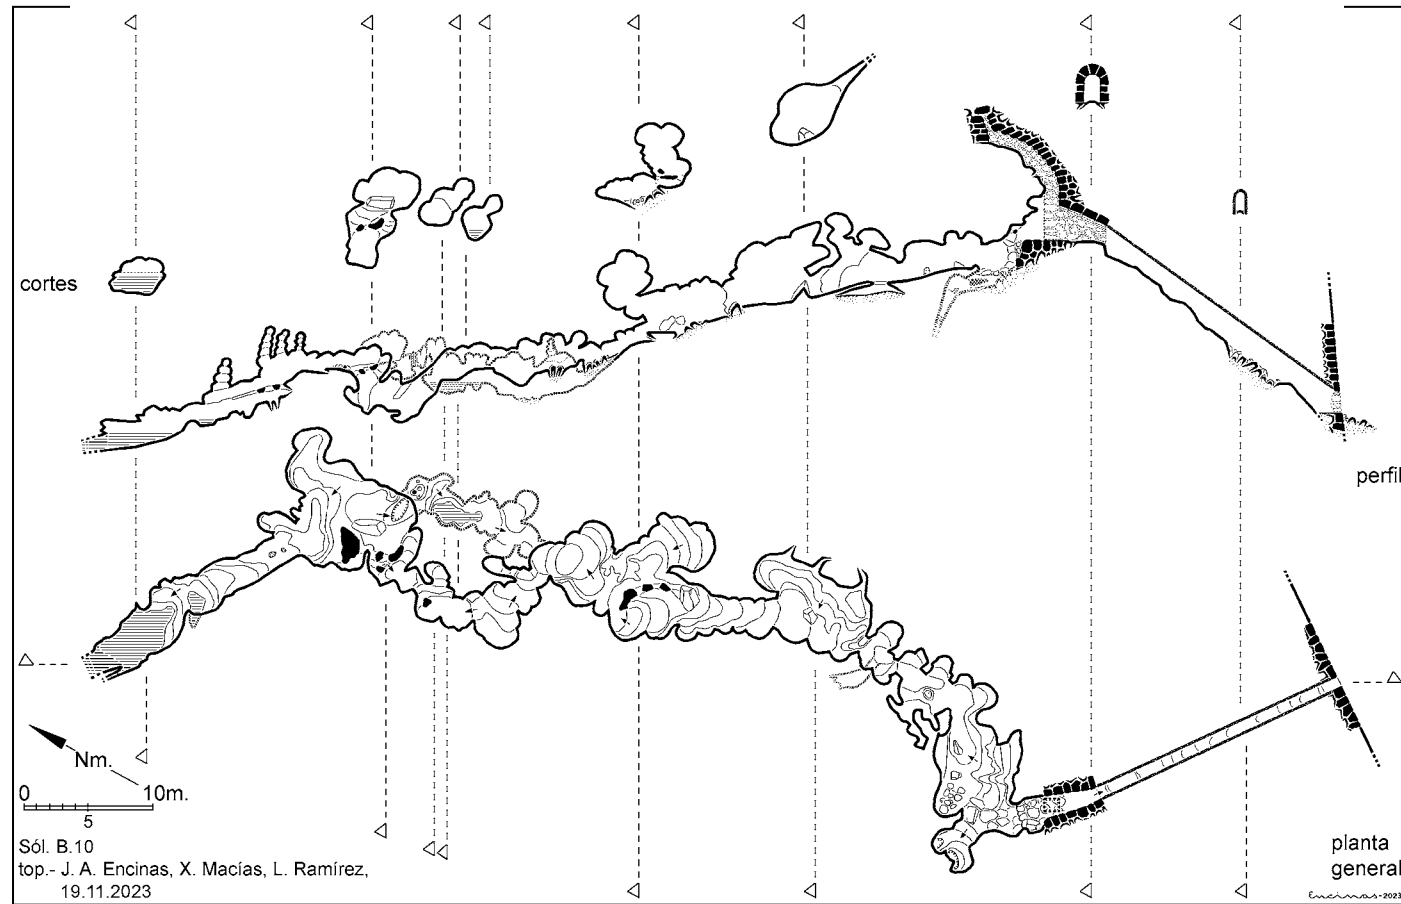 cortes
perfil
Nm.
0 10m.
5
Sól. B.10
top.- J. A. Encinas, X. Macías, L. Ramírez,
19.11.2023
planta
general
Encinas-2023